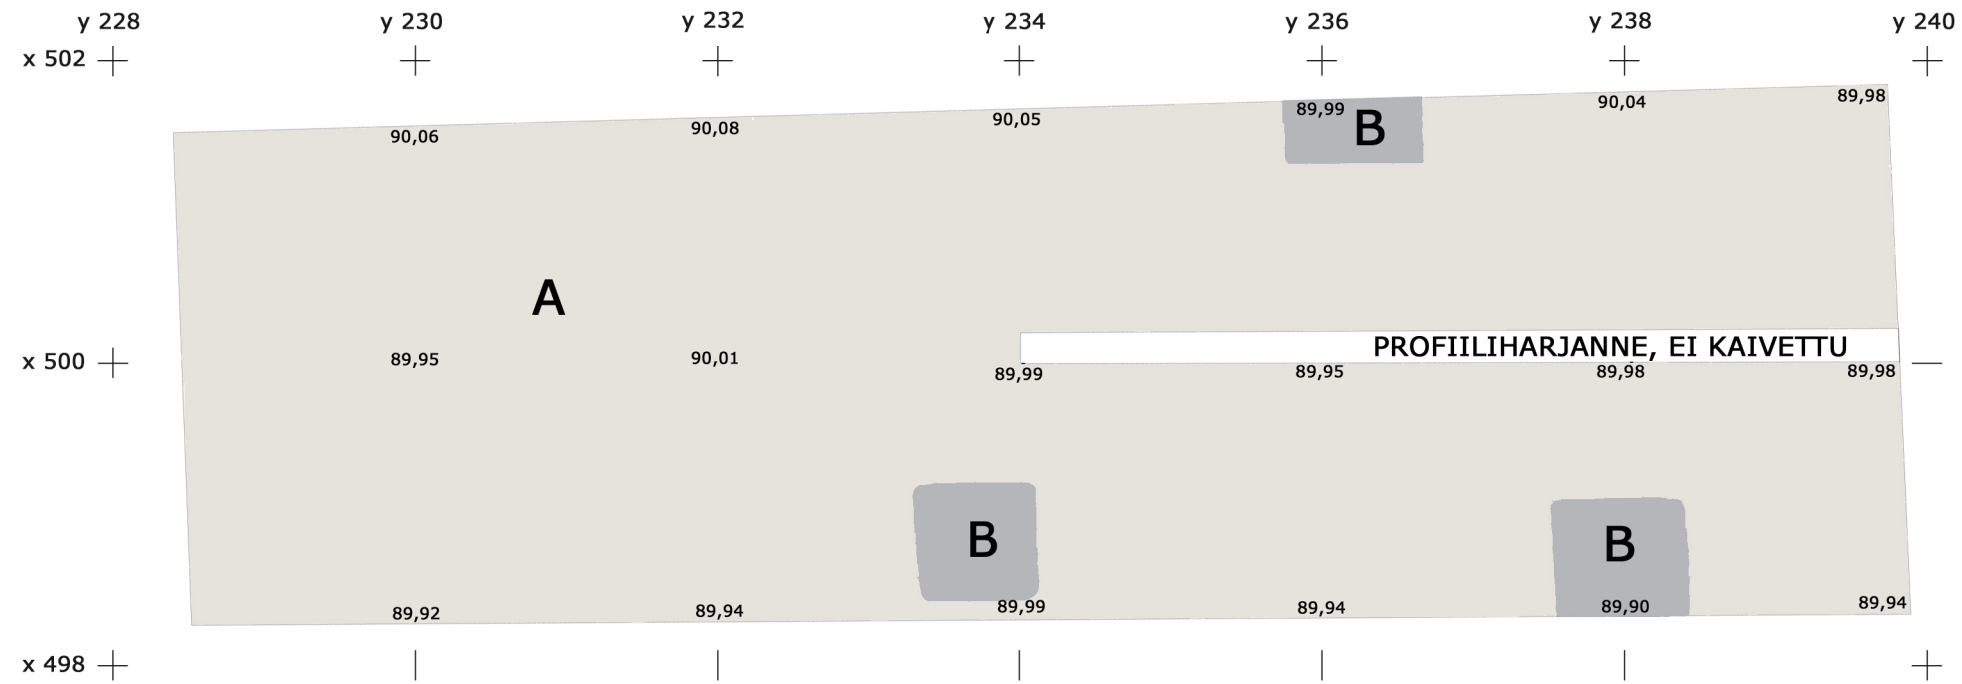 y 228 y 230 y 232 y 234 y 236 y 238 y 240
x 502
90,06 90,08 90,05 89,99 90,04 89,98
B
A
PROFIILIHARJANNE, EI KAIVETTU
x 500 89,95 90,01 89,99 89,95 89,98 89,98
B B
89,92 89,94 89,99 89,94 89,90 89,94
x 498